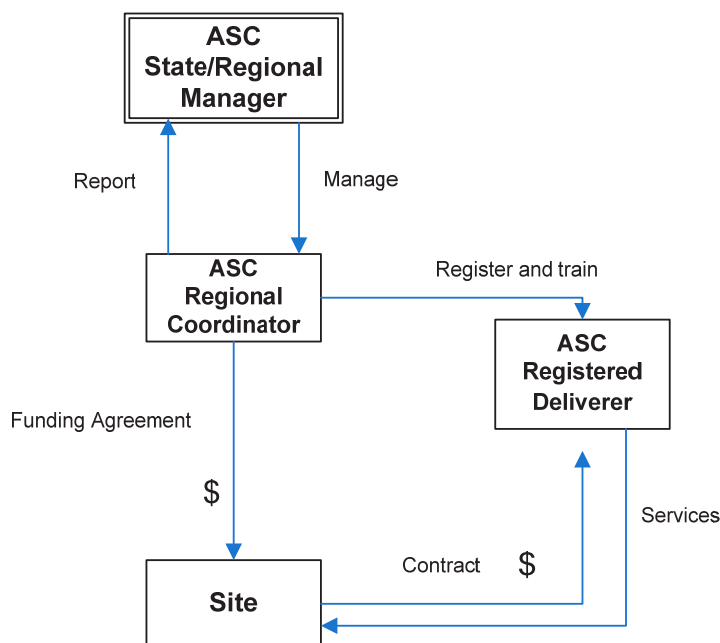 ASC
State/Regional
Manager
Report
Manage
ASC
Regional
Coordinator
Register and train
ASC
Registered
Deliverer
Funding Agreement
$
Services
Contract $
Site